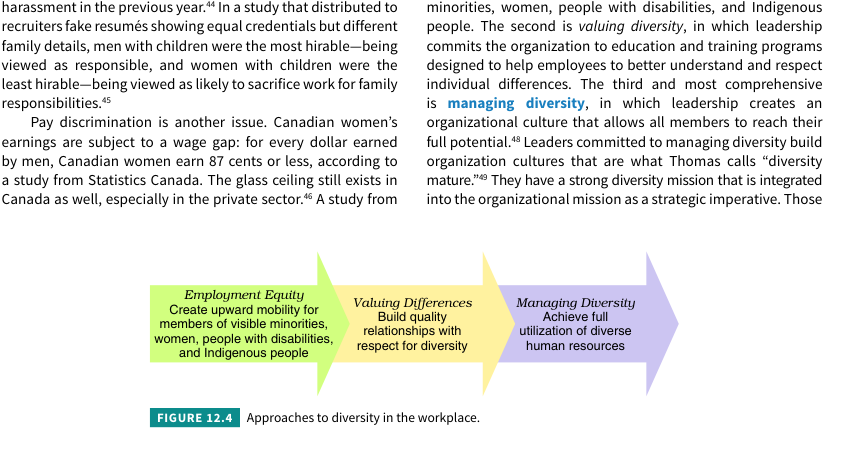 harassment in the previous year.44 In a study that distributed to
recruiters fake resumés showing equal credentials but different
family details, men with children were the most hirable—being
viewed as responsible, and women with children were the
least hirable—being viewed as likely to sacrifice work for family
responsibilities.45
Pay discrimination is another issue. Canadian women’s
earnings are subject to a wage gap: for every dollar earned
by men, Canadian women earn 87 cents or less, according to
a study from Statistics Canada. The glass ceiling still exists in
Canada as well, especially in the private sector.46 A study from
minorities, women, people with disabilities, and Indigenous
people. The second is valuing diversity, in which leadership
commits the organization to education and training programs
designed to help employees to better understand and respect
individual differences. The third and most comprehensive
is managing diversity, in which leadership creates an
organizational culture that allows all members to reach their
full potential.48 Leaders committed to managing diversity build
organization cultures that are what Thomas calls “diversity
mature.”49 They have a strong diversity mission that is integrated
into the organizational mission as a strategic imperative. Those
Employment Equity
Create upward mobility for
members of visible minorities,
women, people with disabilities,
and Indigenous people
Valuing Differences
Build quality
relationships with
respect for diversity
Managing Diversity
Achieve full
utilization of diverse
human resources
FIGURE 12.4 Approaches to diversity in the workplace.